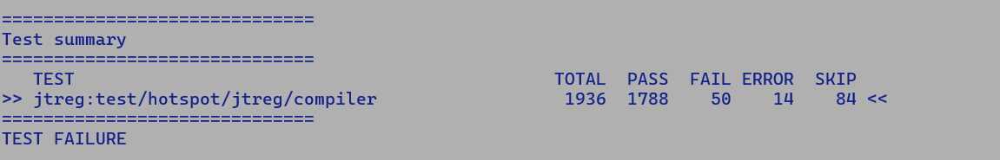 ==============================
Test summary
==============================
   TEST                                              TOTAL  PASS  FAIL ERROR  SKIP
>> jtreg:test/hotspot/jtreg/compiler                  1936  1788    50    14    84 <<
==============================
TEST FAILURE